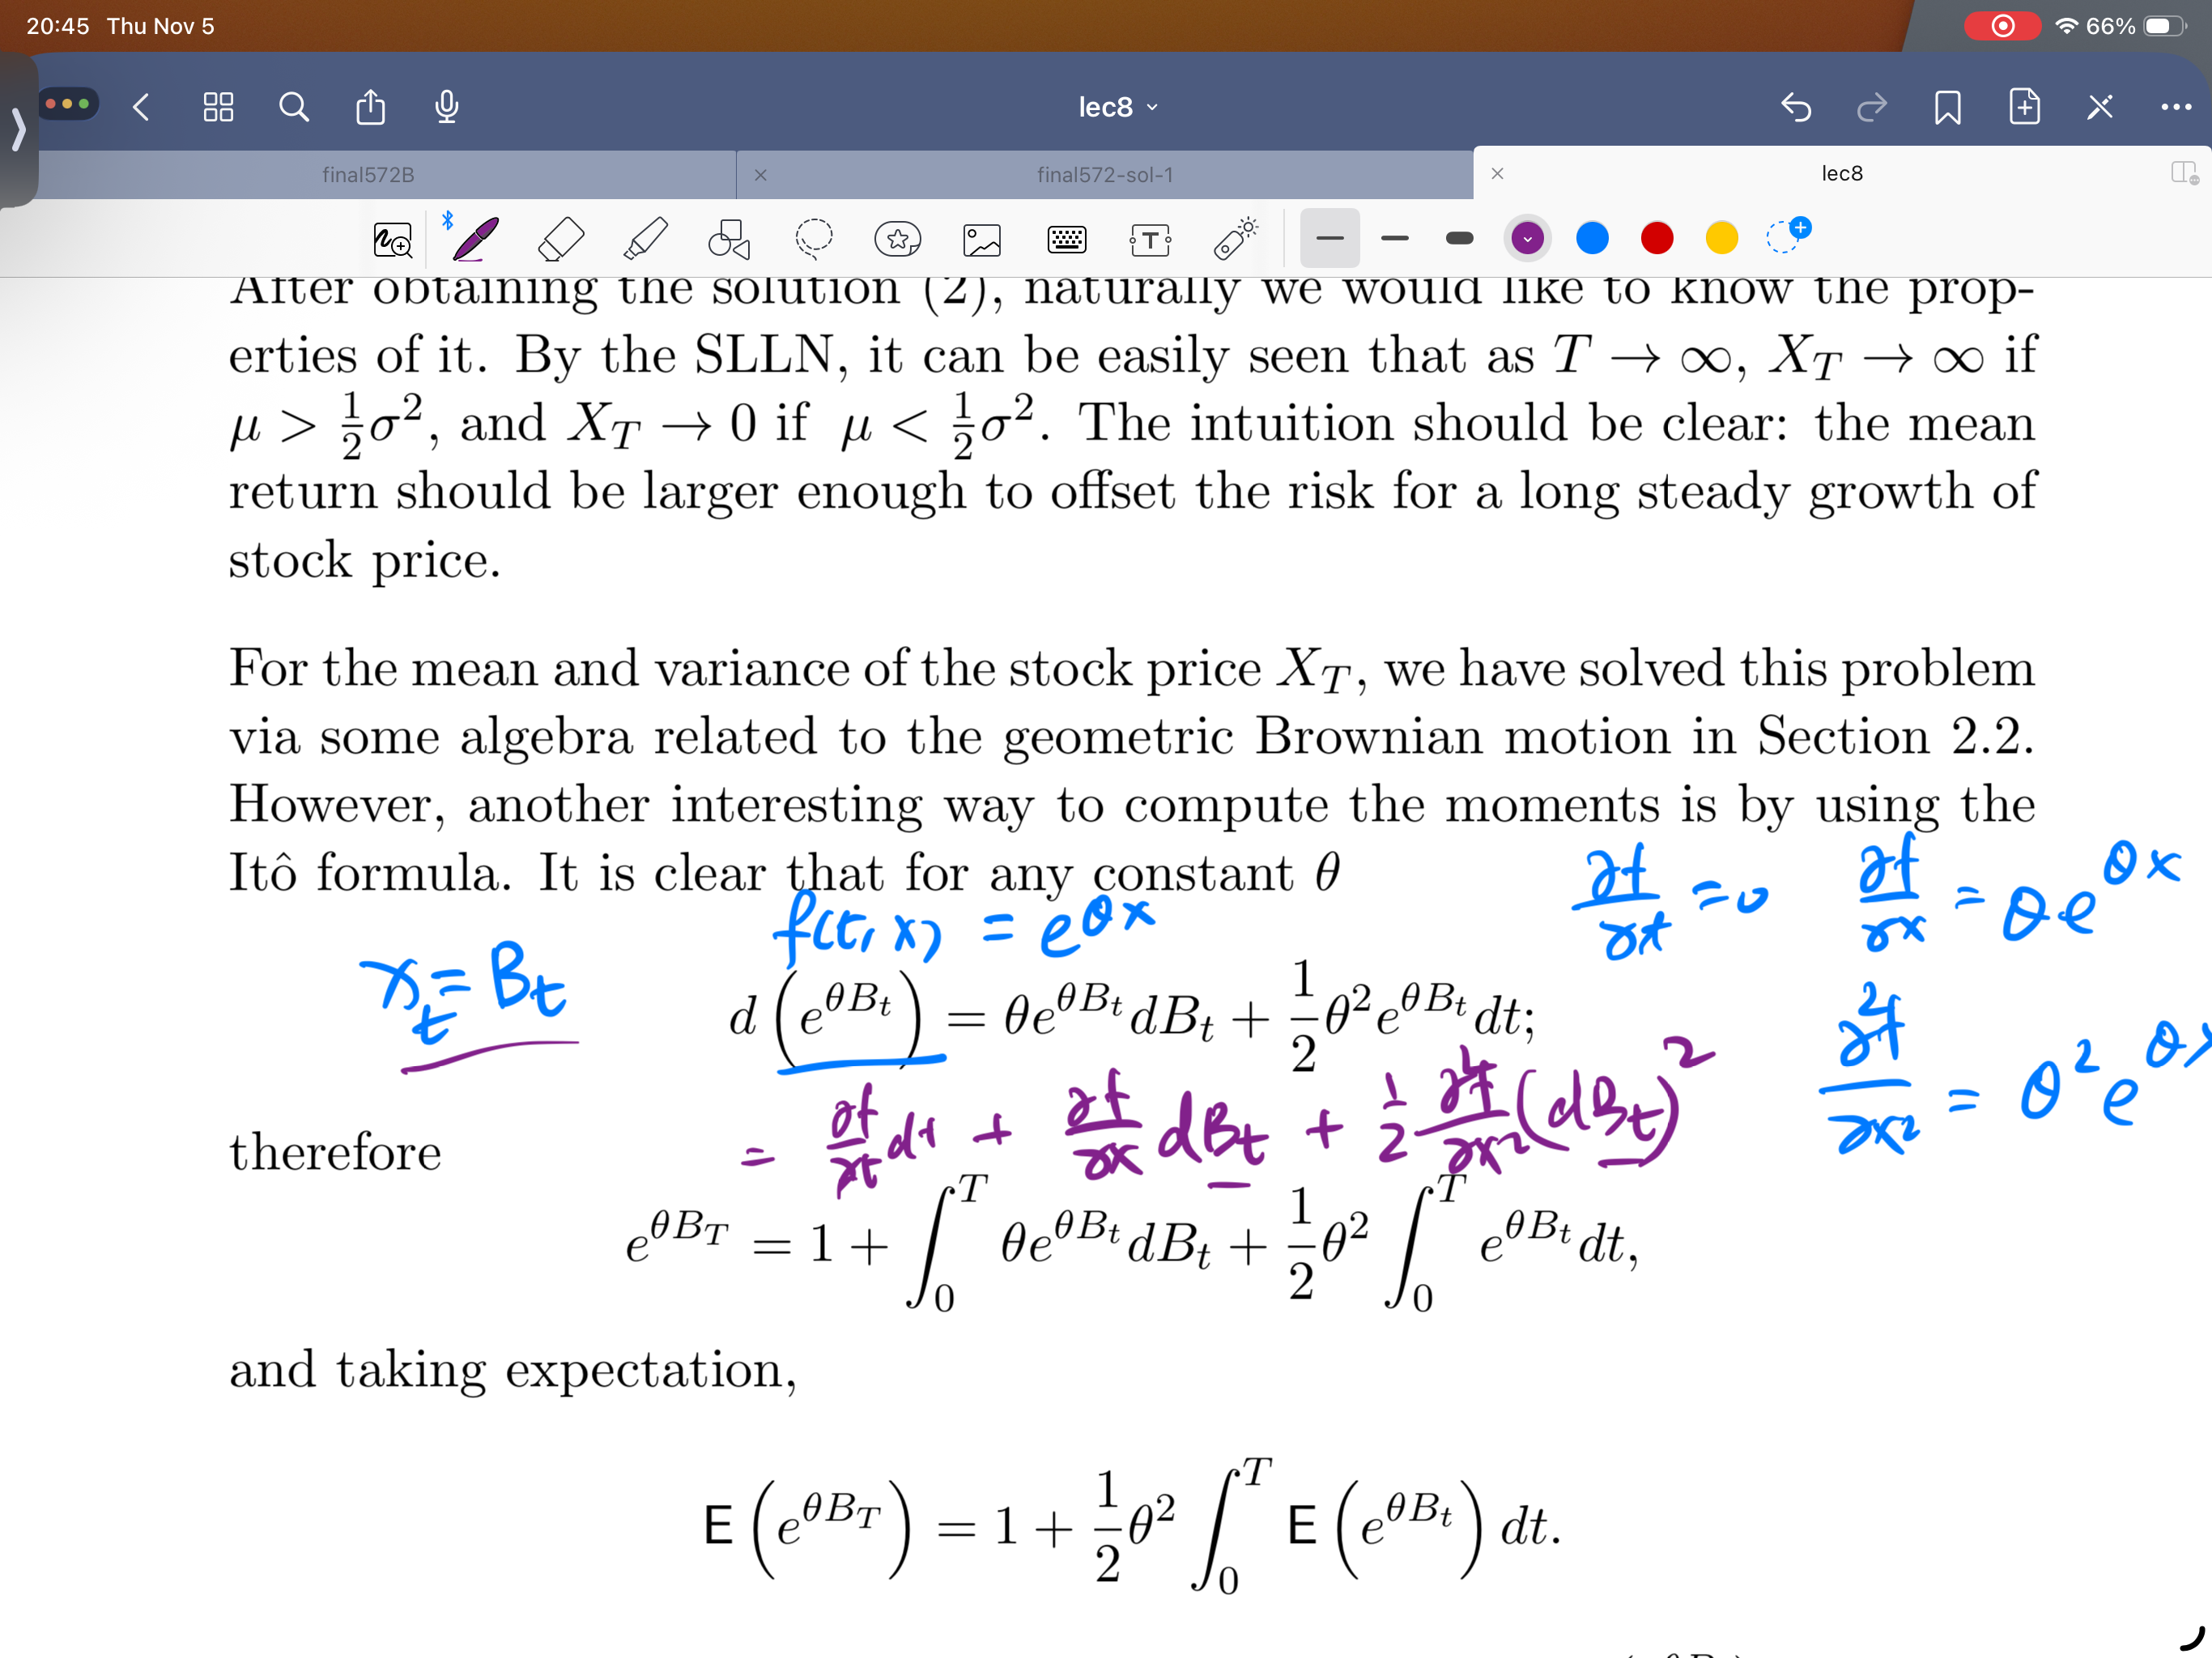 20:45 Thu Nov 5 66%
lec8
final572B final572-sol-1 lec8
After obtaining the solution (2), naturally we would like to know the prop-
erties of it. By the SLLN, it can be easily seen that as T → ∞, X_T → ∞ if
μ > ½σ², and X_T → 0 if μ < ½σ². The intuition should be clear: the mean
return should be larger enough to offset the risk for a long steady growth of
stock price.
For the mean and variance of the stock price X_T, we have solved this problem
via some algebra related to the geometric Brownian motion in Section 2.2.
However, another interesting way to compute the moments is by using the
Itô formula. It is clear that for any constant θ
∂f/∂t = 0 ∂f/∂x = θe^{θx}
f(t, x) = e^{θx}
x_t = B_t
d(e^{θB_t}) = θe^{θB_t}dB_t + ½θ²e^{θB_t}dt;
∂²f/∂x² = θ²e^{θx}
= ∂f/∂t dt + ∂f/∂x dB_t + ½ ∂²f/∂x² (dB_t)²
therefore
e^{θB_T} = 1 + ∫_0^T θe^{θB_t}dB_t + ½θ² ∫_0^T e^{θB_t}dt,
and taking expectation,
E(e^{θB_T}) = 1 + ½θ² ∫_0^T E(e^{θB_t}) dt.